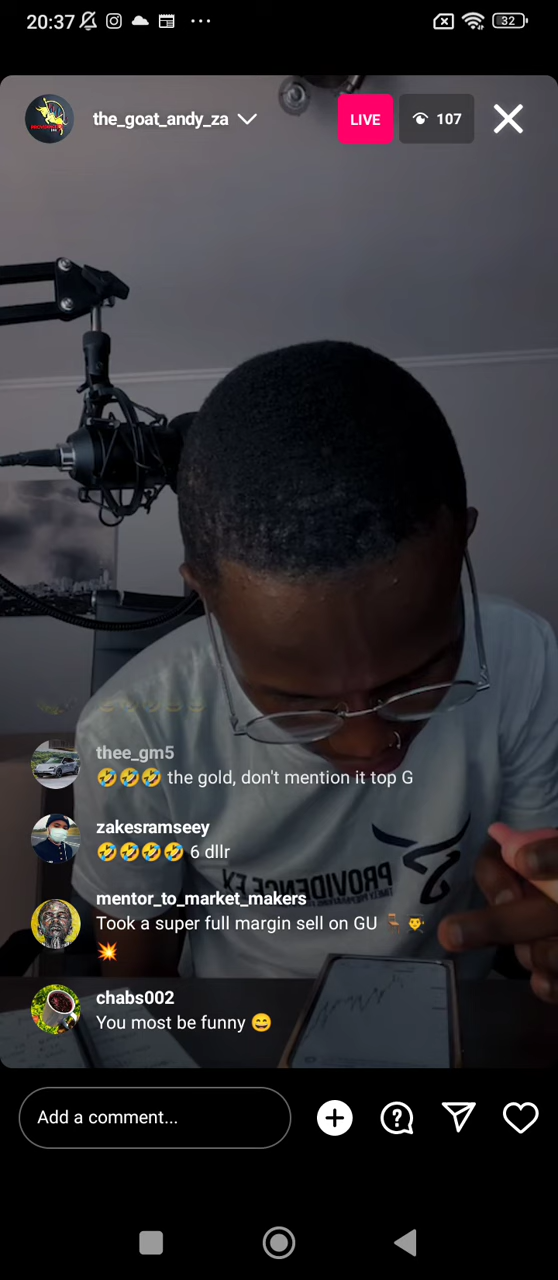 20:37
32
the_goat_andy_za
LIVE
107
thee_gm5
🤣🤣🤣 the gold, don't mention it top G
zakesramseey
🤣🤣🤣🤣 6 dllr
PROVIDENCE FX
mentor_to_market_makers
Took a super full margin sell on GU 🪑👨‍⚖️
💥
chabs002
You most be funny 😄
Add a comment...